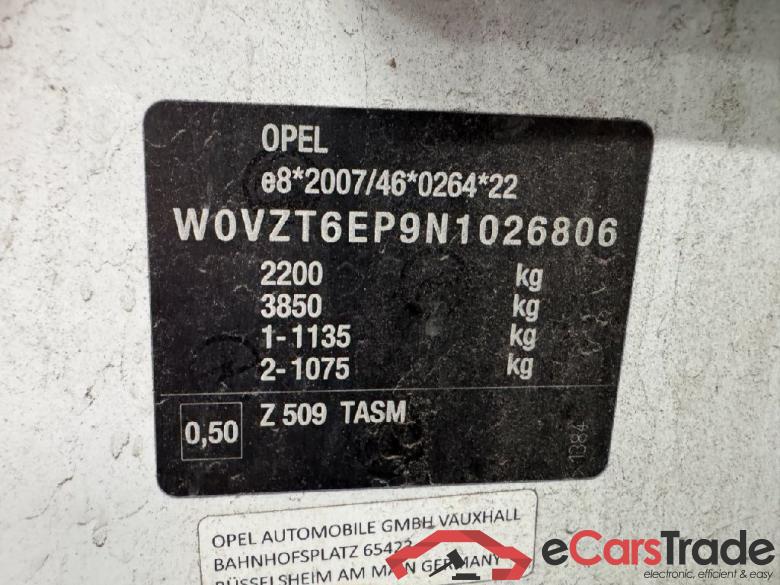 OPEL
e8*2007/46*0264*22
W0VZT6EP9N1026806
2200 kg
3850 kg
1-1135 kg
2-1075 kg
0,50 Z 509 TASM
1384
OPEL AUTOMOBILE GMBH VAUXHALL
BAHNHOFSPLATZ 65423
RÜSSELSHEIM AM MAIN GERMANY
eCarsTrade
electronic, efficient & easy